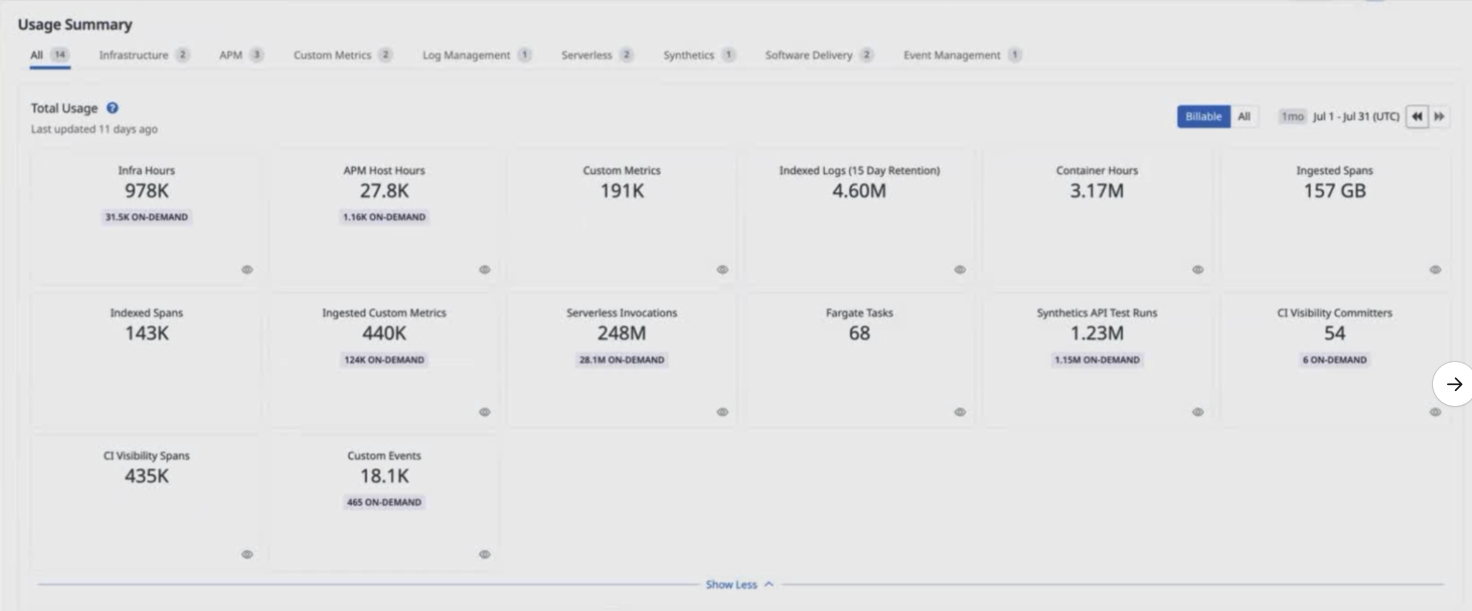 Usage Summary
All 14 Infrastructure 2 APM 3 Custom Metrics 2 Log Management 1 Serverless 2 Synthetics 1 Software Delivery 2 Event Management 1
Total Usage ?
Last updated 11 days ago
Billable All 1mo Jul 1 - Jul 31 (UTC)
Infra Hours
978K
31.5K ON-DEMAND
APM Host Hours
27.8K
1.16K ON-DEMAND
Custom Metrics
191K
Indexed Logs (15 Day Retention)
4.60M
Container Hours
3.17M
Ingested Spans
157 GB
Indexed Spans
143K
Ingested Custom Metrics
440K
124K ON-DEMAND
Serverless Invocations
248M
28.1M ON-DEMAND
Fargate Tasks
68
Synthetics API Test Runs
1.23M
1.15M ON-DEMAND
CI Visibility Committers
54
6 ON-DEMAND
CI Visibility Spans
435K
Custom Events
18.1K
465 ON-DEMAND
Show Less